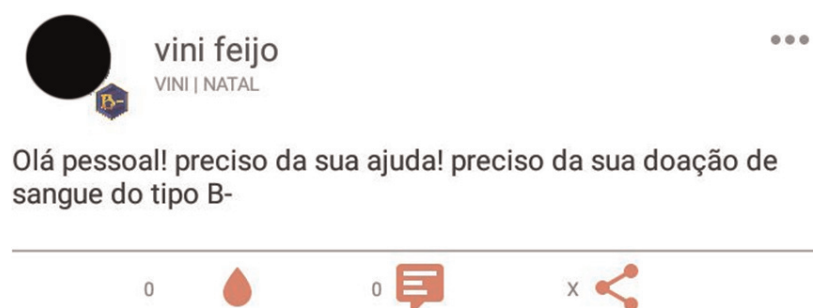 vini feijo
VINI | NATAL
B-
Olá pessoal! preciso da sua ajuda! preciso da sua doação de
sangue do tipo B-
0 0 X